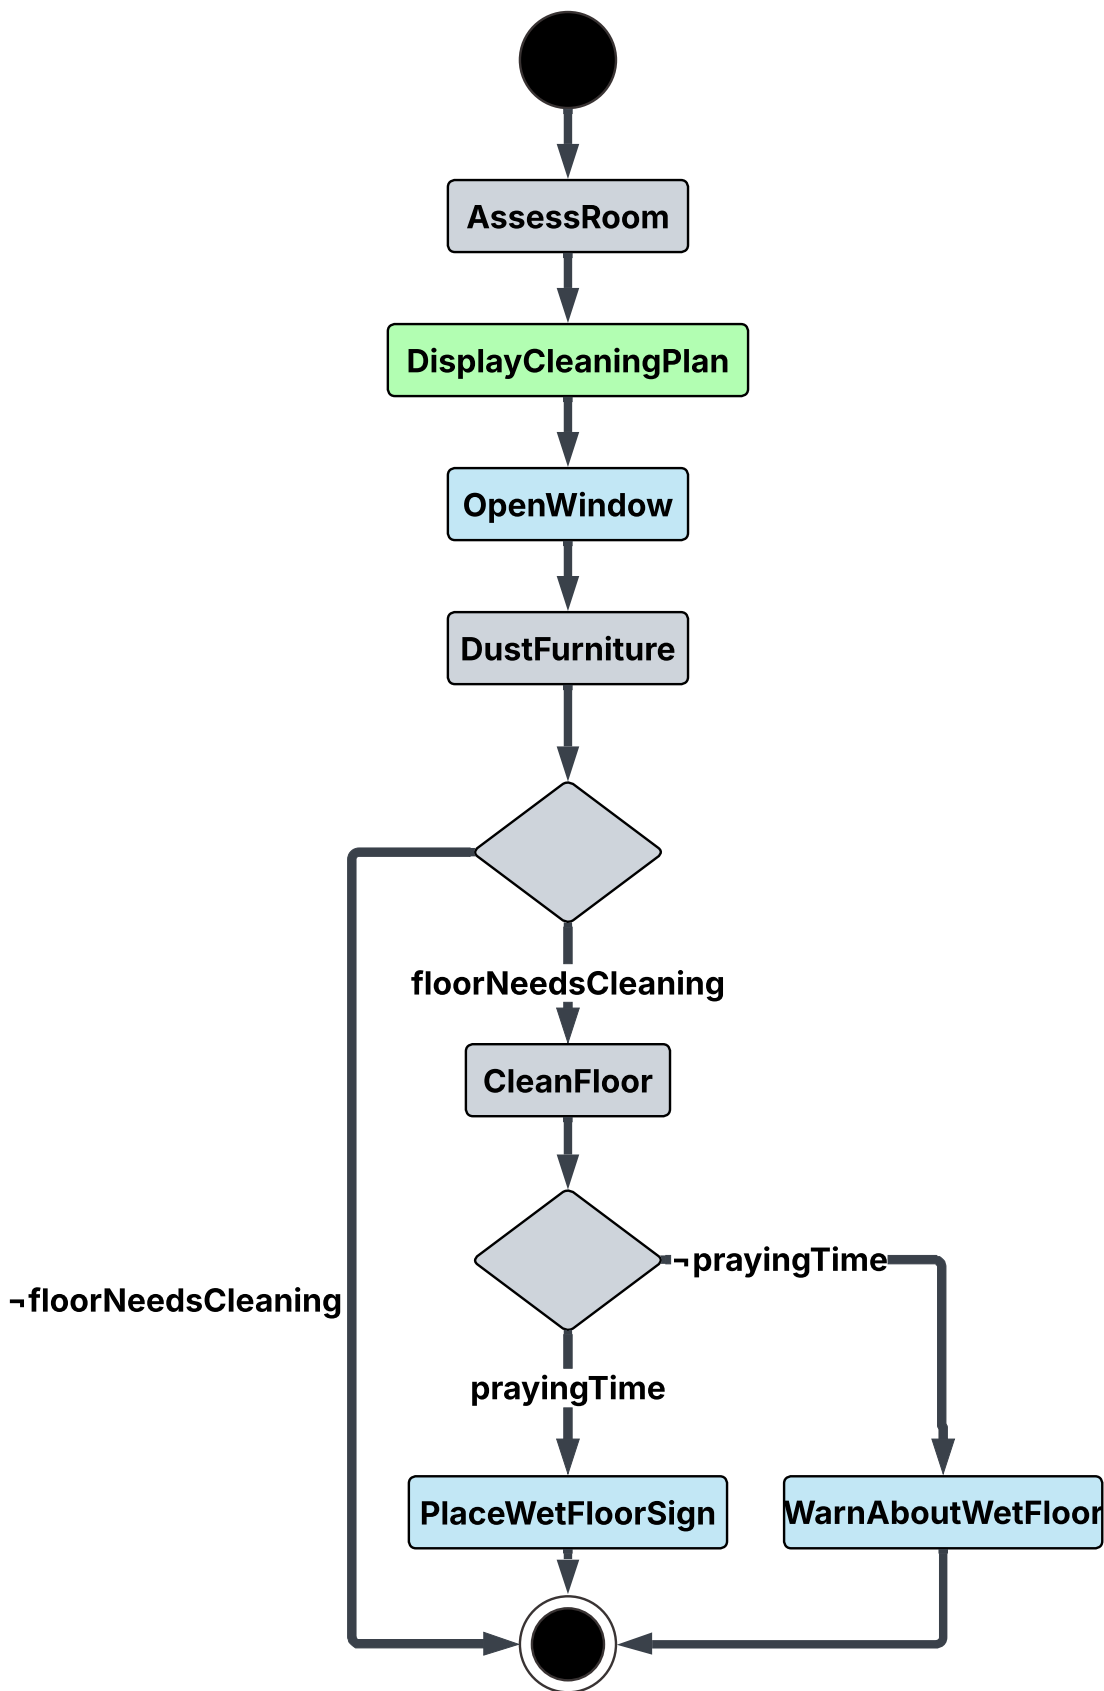 AssessRoom
DisplayCleaningPlan
OpenWindow
DustFurniture
floorNeedsCleaning
CleanFloor
¬prayingTime
¬floorNeedsCleaning
prayingTime
PlaceWetFloorSign
WarnAboutWetFloor